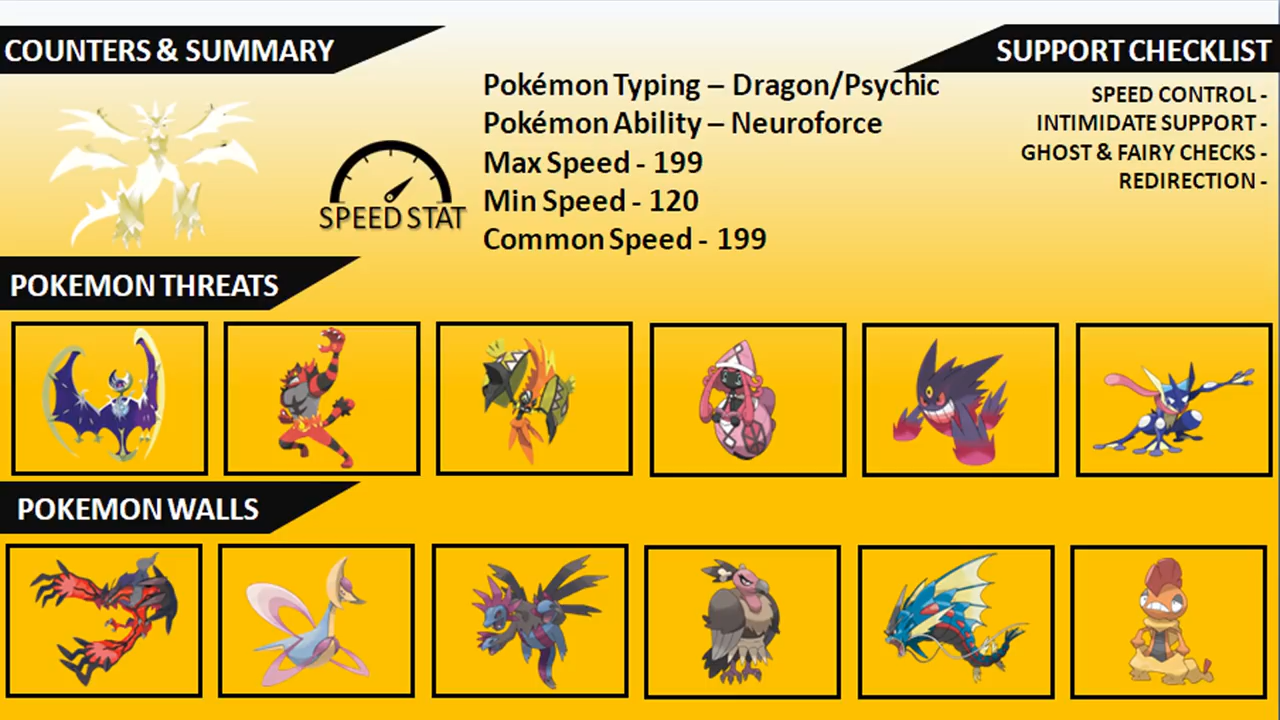 COUNTERS & SUMMARY
SUPPORT CHECKLIST
Pokémon Typing – Dragon/Psychic
Pokémon Ability – Neuroforce
Max Speed - 199
Min Speed - 120
Common Speed - 199
SPEED STAT
SPEED CONTROL -
INTIMIDATE SUPPORT -
GHOST & FAIRY CHECKS -
REDIRECTION -
POKEMON THREATS
POKEMON WALLS